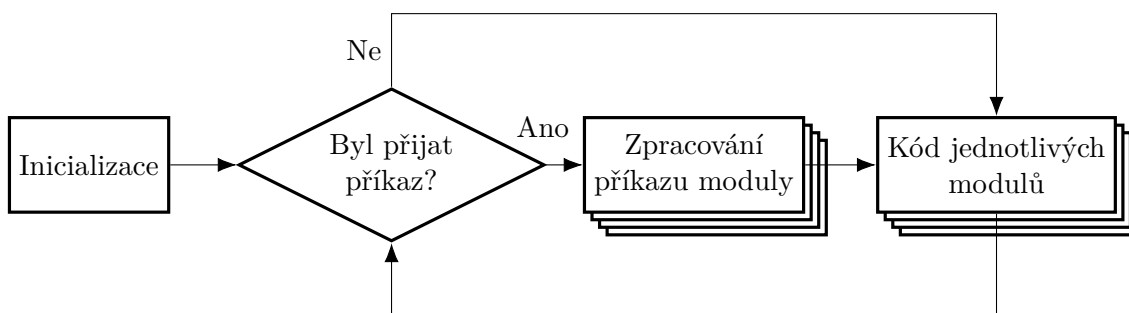 Ne
Inicializace
Byl přijat
příkaz?
Ano
Zpracování
příkazu moduly
Kód jednotlivých
modulů